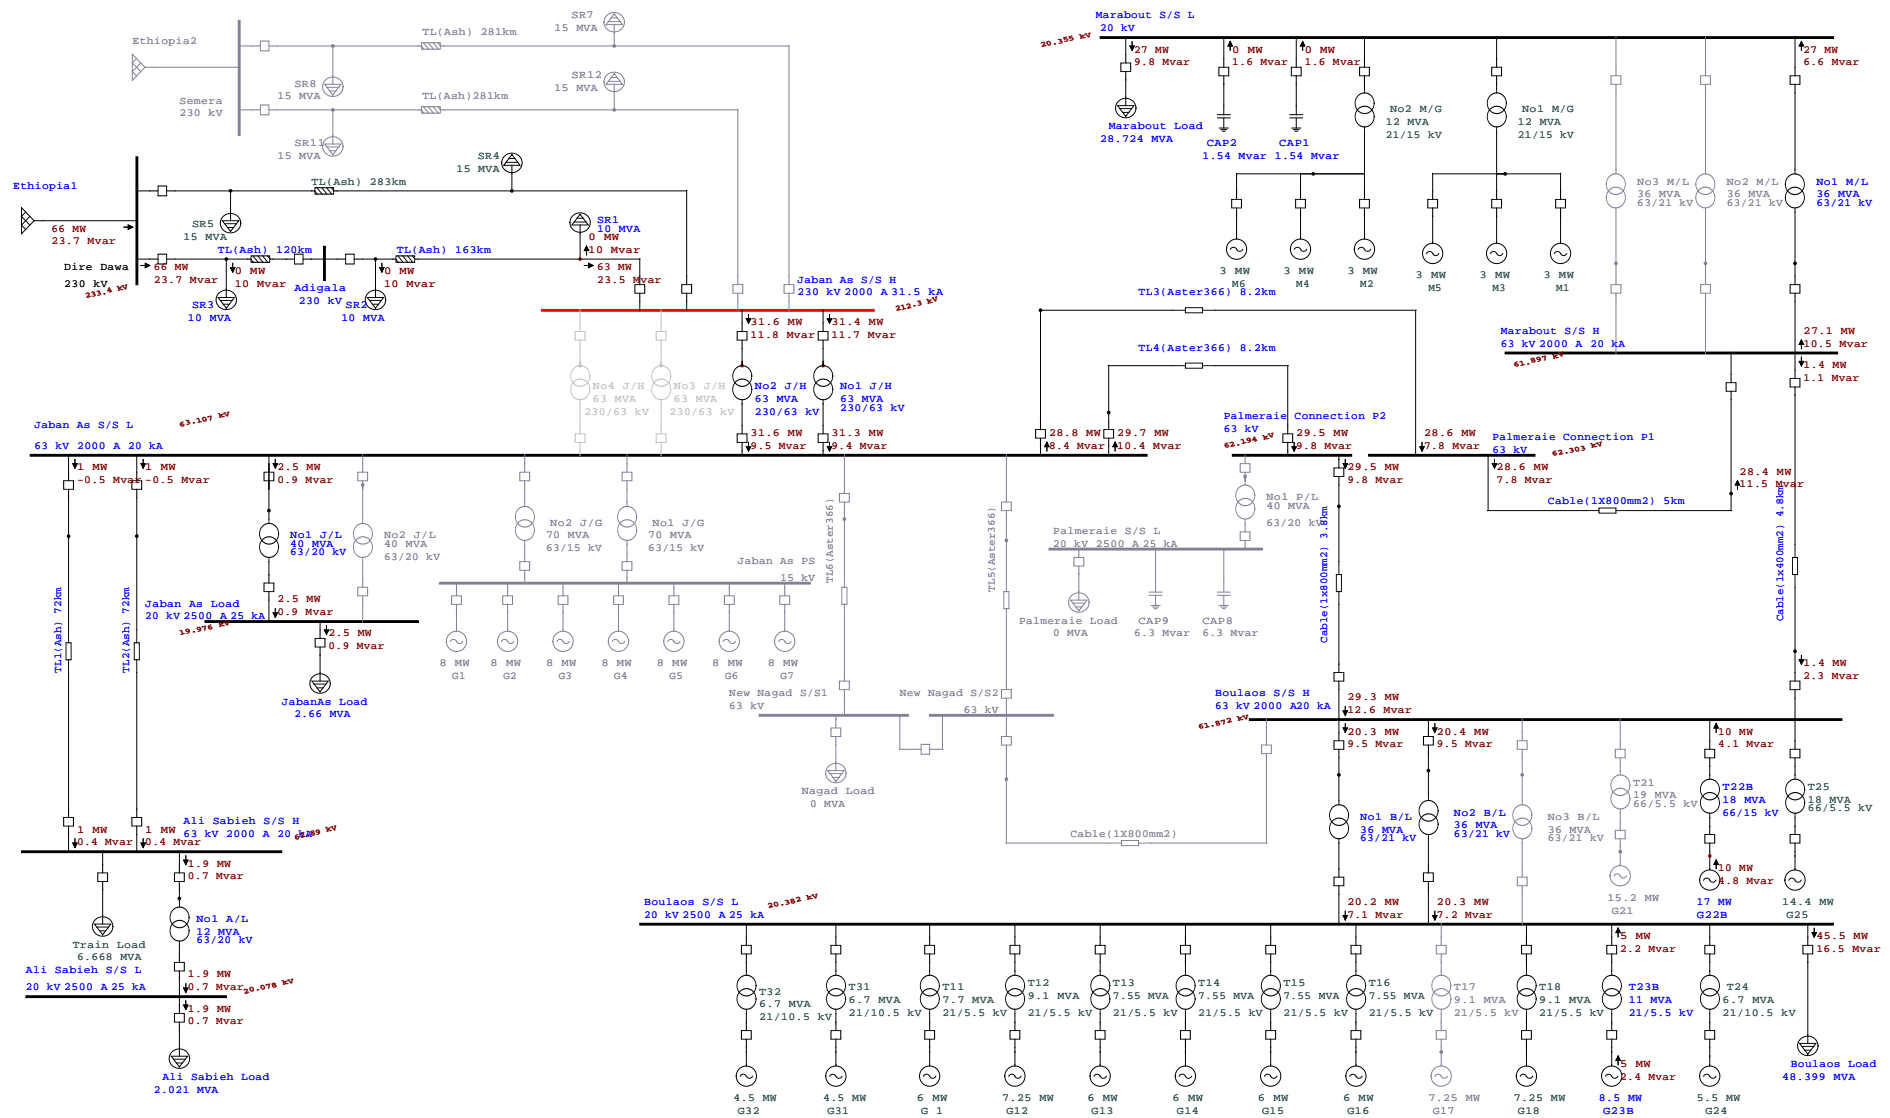 Ethiopia2
SR7
15 MVA
TL(Ash) 281km
SR8
15 MVA
SR12
15 MVA
TL(Ash)281km
Semera
230 kV
SR11
15 MVA
Ethiopia1
SR4
15 MVA
TL(Ash) 283km
SR5
15 MVA
66 MW
23.7 Mvar
Dire Dawa
230 kV
233.4 kV
66 MW
23.7 Mvar
TL(Ash) 120km
0 MW
10 Mvar
SR3
10 MVA
Adigala
230 kV
TL(Ash) 163km
0 MW
10 Mvar
SR2
10 MVA
SR1
10 MVA
0 MW
10 Mvar
63 MW
23.5 Mvar
Jaban As S/S H
230 kV 2000 A 31.5 kA
212.3 kV
31.6 MW
11.8 Mvar
31.4 MW
11.7 Mvar
No4 J/H
63 MVA
230/63 kV
No3 J/H
63 MVA
230/63 kV
No2 J/H
63 MVA
230/63 kV
No1 J/H
63 MVA
230/63 kV
31.6 MW
9.5 Mvar
31.3 MW
9.4 Mvar
Marabout S/S L
20 kV
20.355 kV
27 MW
9.8 Mvar
0 MW
1.6 Mvar
0 MW
1.6 Mvar
27 MW
6.6 Mvar
Marabout Load
28.724 MVA
CAP2
1.54 Mvar
CAP1
1.54 Mvar
No2 M/G
12 MVA
21/15 kV
No1 M/G
12 MVA
21/15 kV
3 MW
M6
3 MW
M4
3 MW
M2
3 MW
M5
3 MW
M3
3 MW
M1
No3 M/L
36 MVA
63/21 kV
No2 M/L
36 MVA
63/21 kV
No1 M/L
36 MVA
63/21 kV
TL3(Aster366) 8.2km
TL4(Aster366) 8.2km
Marabout S/S H
63 kV 2000 A 20 kA
61.897 kV
27.1 MW
10.5 Mvar
1.4 MW
1.1 Mvar
Jaban As S/S L
63 kV 2000 A 20 kA
63.107 kV
28.8 MW
8.4 Mvar
29.7 MW
10.4 Mvar
Palmeraie Connection P2
63 kV
62.194 kV
29.5 MW
9.8 Mvar
29.5 MW
9.8 Mvar
28.6 MW
7.8 Mvar
Palmeraie Connection P1
63 kV
62.303 kV
28.6 MW
7.8 Mvar
28.4 MW
11.5 Mvar
Cable(1X800mm2) 5km
Cable(1x400mm2) 4.8km
Cable(1x800mm2) 3.8km
1 MW
-0.5 Mvar
1 MW
-0.5 Mvar
2.5 MW
0.9 Mvar
No1 J/L
40 MVA
63/20 kV
No2 J/L
40 MVA
63/20 kV
2.5 MW
0.9 Mvar
Jaban As Load
20 kV 2500 A 25 kA
19.976 kV
2.5 MW
0.9 Mvar
JabanAs Load
2.66 MVA
TL1(Ash) 72km
TL2(Ash) 72km
No2 J/G
70 MVA
63/15 kV
No1 J/G
70 MVA
63/15 kV
Jaban As PS
15 kV
8 MW
G1
8 MW
G2
8 MW
G3
8 MW
G4
8 MW
G5
8 MW
G6
8 MW
G7
TL6(Aster366)
TL5(Aster366)
No1 P/L
40 MVA
63/20 kV
Palmeraie S/S L
20 kV 2500 A 25 kA
Palmeraie Load
0 MVA
CAP9
6.3 Mvar
CAP8
6.3 Mvar
New Nagad S/S1
63 kV
New Nagad S/S2
63 kV
Nagad Load
0 MVA
Cable(1X800mm2)
1.4 MW
2.3 Mvar
Boulaos S/S H
63 kV 2000 A20 kA
61.872 kV
29.3 MW
12.6 Mvar
20.3 MW
9.5 Mvar
20.4 MW
9.5 Mvar
10 MW
4.1 Mvar
No1 B/L
36 MVA
63/21 kV
No2 B/L
36 MVA
63/21 kV
No3 B/L
36 MVA
63/21 kV
T21
19 MVA
66/5.5 kV
T22B
18 MVA
66/15 kV
T25
18 MVA
66/5.5 kV
15.2 MW
G21
10 MW
4.8 Mvar
17 MW
G22B
14.4 MW
G25
Ali Sabieh S/S H
63 kV 2000 A 20 kA
1 MW
0.4 Mvar
1 MW
0.4 Mvar
1.9 MW
0.7 Mvar
Train Load
6.668 MVA
No1 A/L
12 MVA
63/20 kV
Ali Sabieh S/S L
20 kV 2500 A 25 kA
20.078 kV
1.9 MW
0.7 Mvar
1.9 MW
0.7 Mvar
Ali Sabieh Load
2.021 MVA
Boulaos S/S L
20 kV 2500 A 25 kA
20.382 kV
20.2 MW
7.1 Mvar
20.3 MW
7.2 Mvar
5 MW
2.2 Mvar
45.5 MW
16.5 Mvar
T32
6.7 MVA
21/10.5 kV
T31
6.7 MVA
21/10.5 kV
T11
7.7 MVA
21/5.5 kV
T12
9.1 MVA
21/5.5 kV
T13
7.55 MVA
21/5.5 kV
T14
7.55 MVA
21/5.5 kV
T15
7.55 MVA
21/5.5 kV
T16
7.55 MVA
21/5.5 kV
T17
9.1 MVA
21/5.5 kV
T18
9.1 MVA
21/5.5 kV
T23B
11 MVA
21/5.5 kV
T24
6.7 MVA
21/10.5 kV
5 MW
2.4 Mvar
4.5 MW
G32
4.5 MW
G31
6 MW
G 1
7.25 MW
G12
6 MW
G13
6 MW
G14
6 MW
G15
6 MW
G16
7.25 MW
G17
7.25 MW
G18
8.5 MW
G23B
5.5 MW
G24
Boulaos Load
48.399 MVA